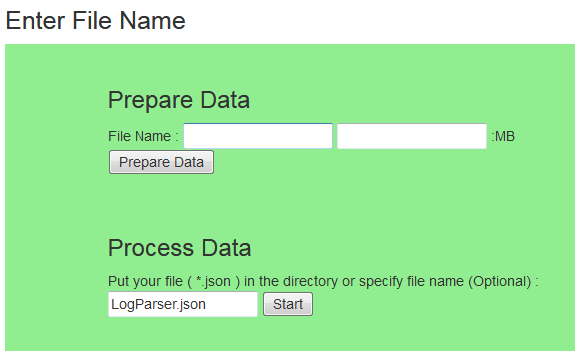 Enter File Name
Prepare Data
File Name : :MB
Prepare Data
Process Data
Put your file ( *.json ) in the directory or specify file name (Optional) :
LogParser.json Start